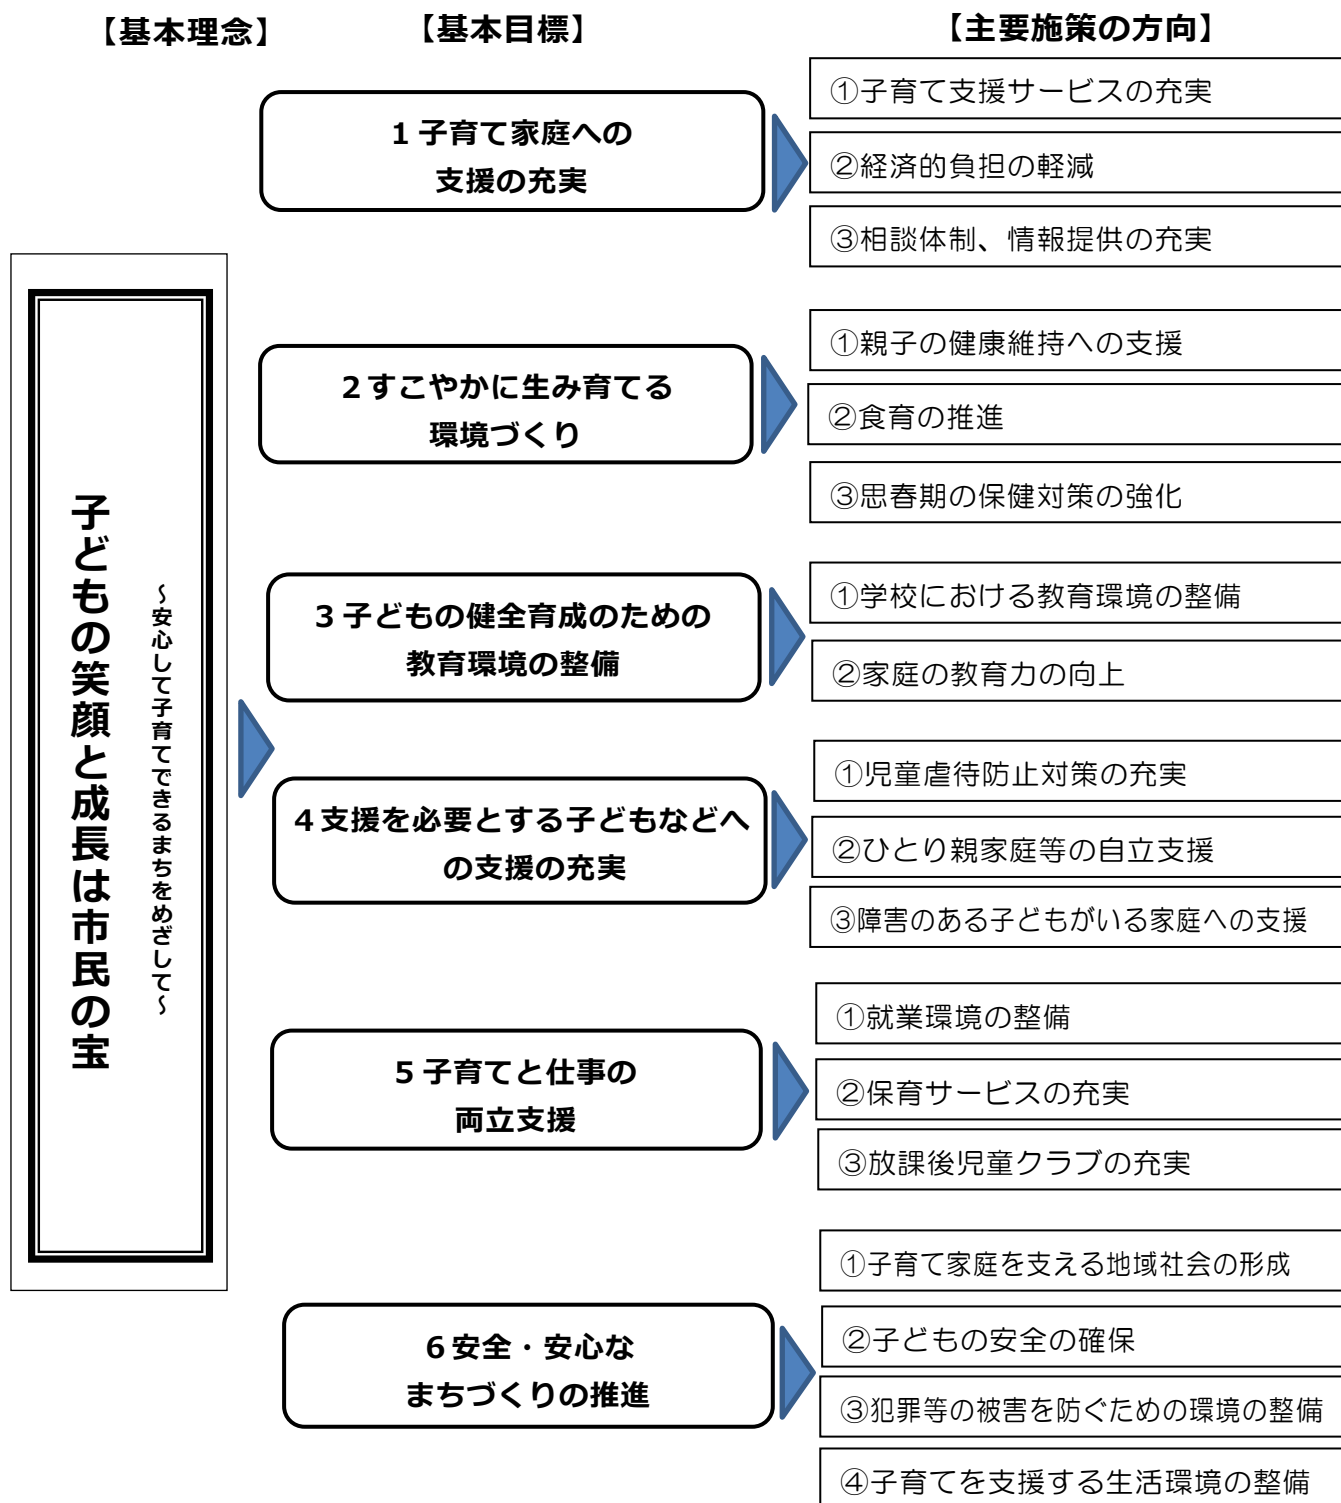 【基本理念】
【基本目標】
【主要施策の方向】
子どもの笑顔と成長は市民の宝
～安心して子育てできるまちをめざして～
1子育て家庭への
支援の充実
①子育て支援サービスの充実
②経済的負担の軽減
③相談体制、情報提供の充実
2すこやかに生み育てる
環境づくり
①親子の健康維持への支援
②食育の推進
③思春期の保健対策の強化
3子どもの健全育成のための
教育環境の整備
①学校における教育環境の整備
②家庭の教育力の向上
4支援を必要とする子どもなどへ
の支援の充実
①児童虐待防止対策の充実
②ひとり親家庭等の自立支援
③障害のある子どもがいる家庭への支援
5子育てと仕事の
両立支援
①就業環境の整備
②保育サービスの充実
③放課後児童クラブの充実
6安全・安心な
まちづくりの推進
①子育て家庭を支える地域社会の形成
②子どもの安全の確保
③犯罪等の被害を防ぐための環境の整備
④子育てを支援する生活環境の整備